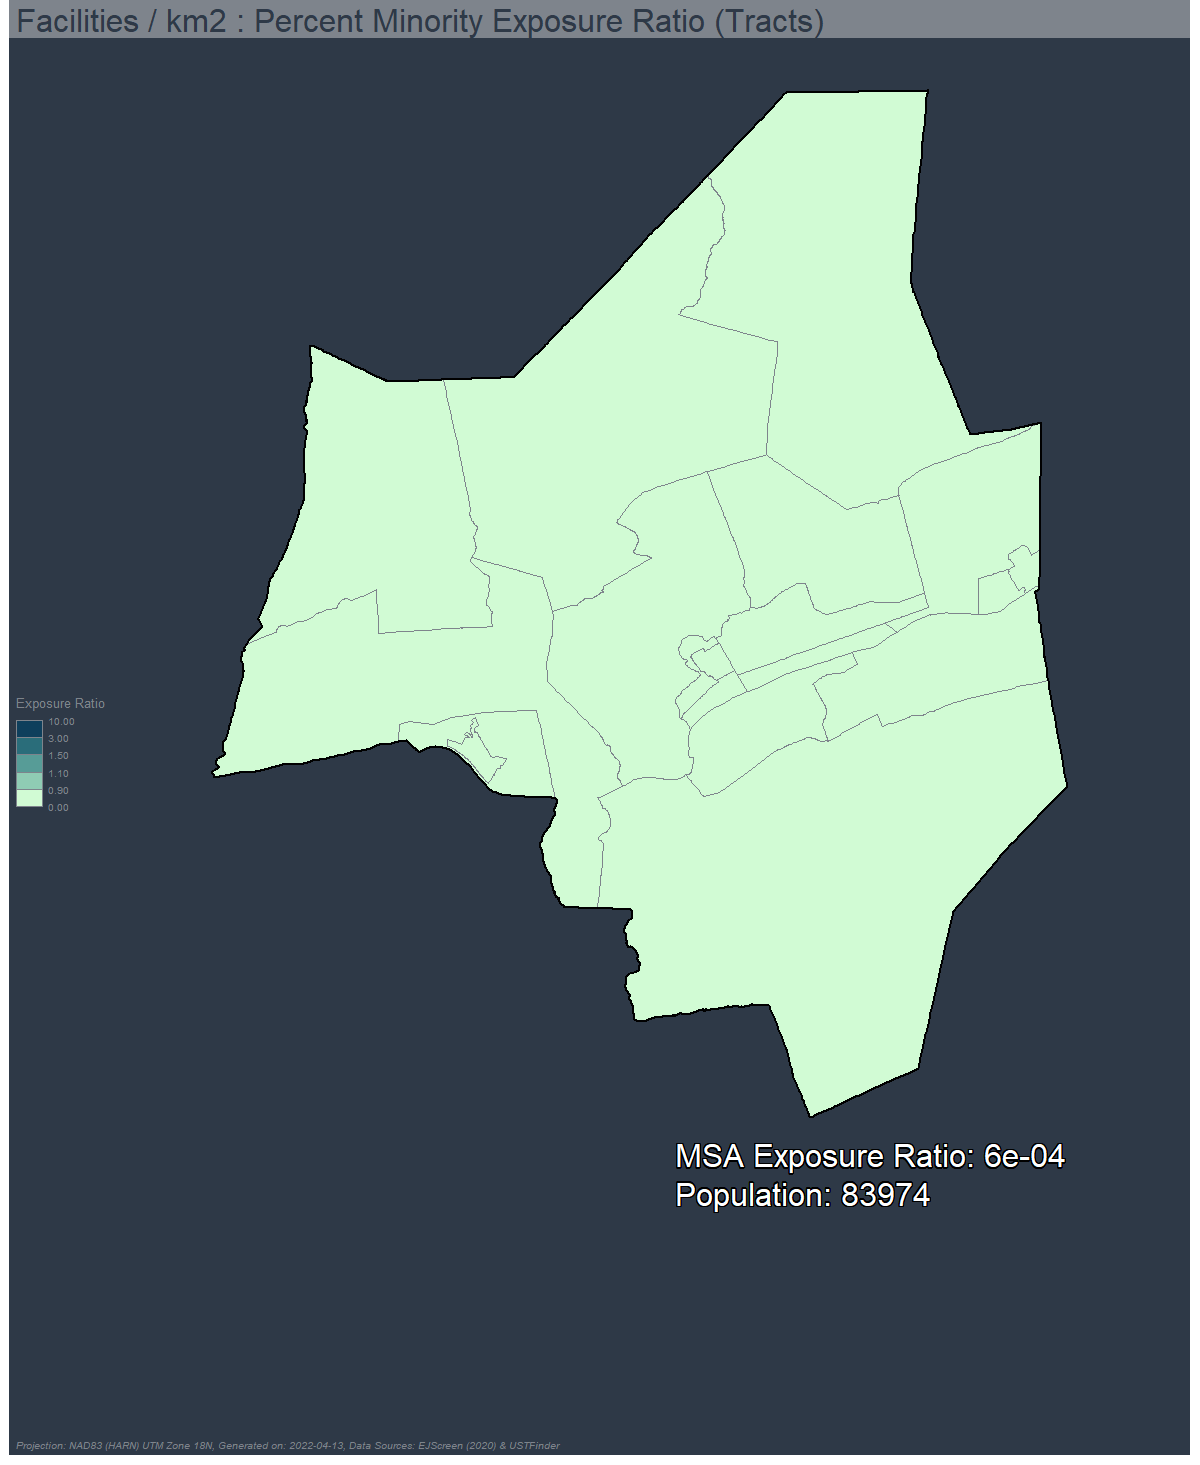 Facilities / km2 : Percent Minority Exposure Ratio (Tracts)
Exposure Ratio
10.00
3.00
1.50
1.10
0.90
0.00
MSA Exposure Ratio: 6e-04
Population: 83974
Projection: NAD83 (HARN) UTM Zone 18N, Generated on: 2022-04-13, Data Sources: EJScreen (2020) & USTFinder